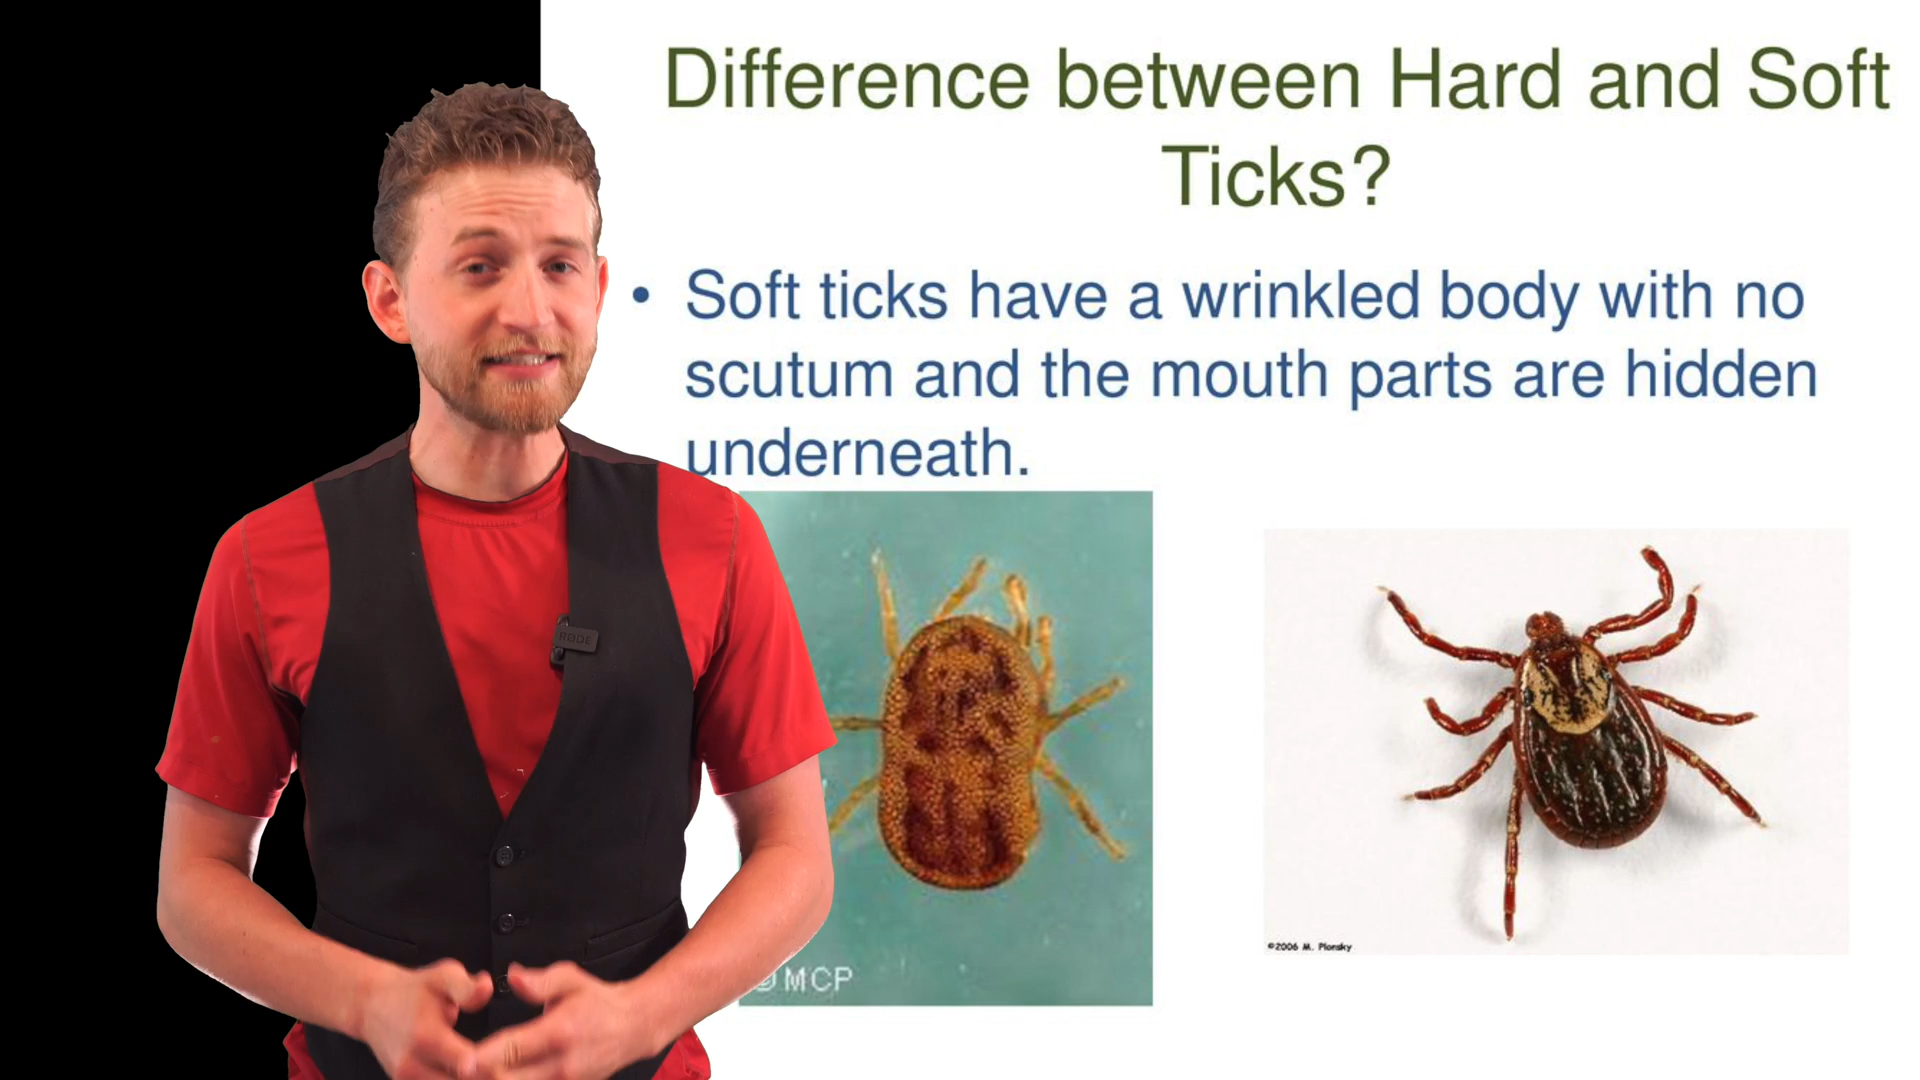 Difference between Hard and Soft
Ticks?
• Soft ticks have a wrinkled body with no
scutum and the mouth parts are hidden
underneath.
RØDE
MCP
©2006 M. Plonsky